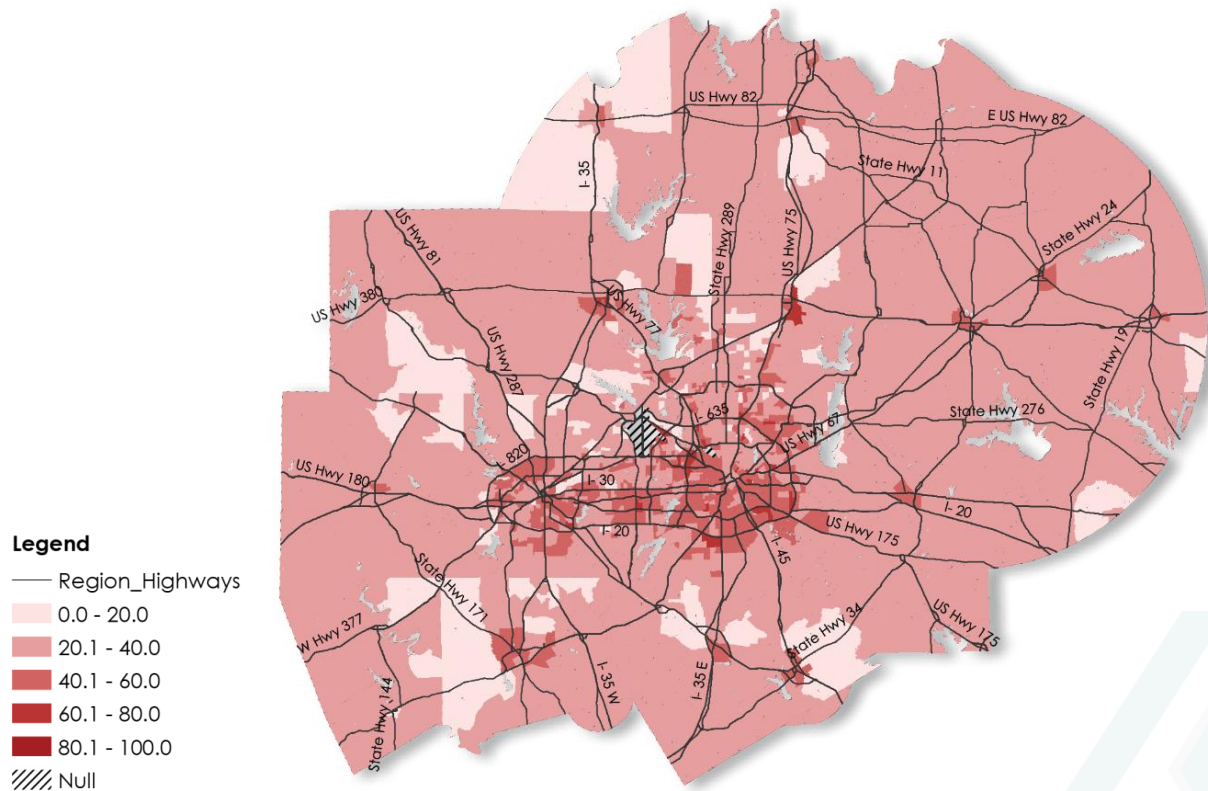 US Hwy 82
E US Hwy 82
I- 35
State Hwy 11
US Hwy 81
State Hwy 289
US Hwy 75
State Hwy 24
US Hwy 380
US Hwy 77
State Hwy 19
US Hwy 287
I- 635
State Hwy 276
US Hwy 67
I- 820
US Hwy 180
I- 30
I- 20
I- 20
US Hwy 175
I- 45
State Hwy 171
State Hwy 34
US Hwy 175
W Hwy 377
I- 35 W
I- 35 E
State Hwy 144
Legend
Region_Highways
0.0 - 20.0
20.1 - 40.0
40.1 - 60.0
60.1 - 80.0
80.1 - 100.0
Null